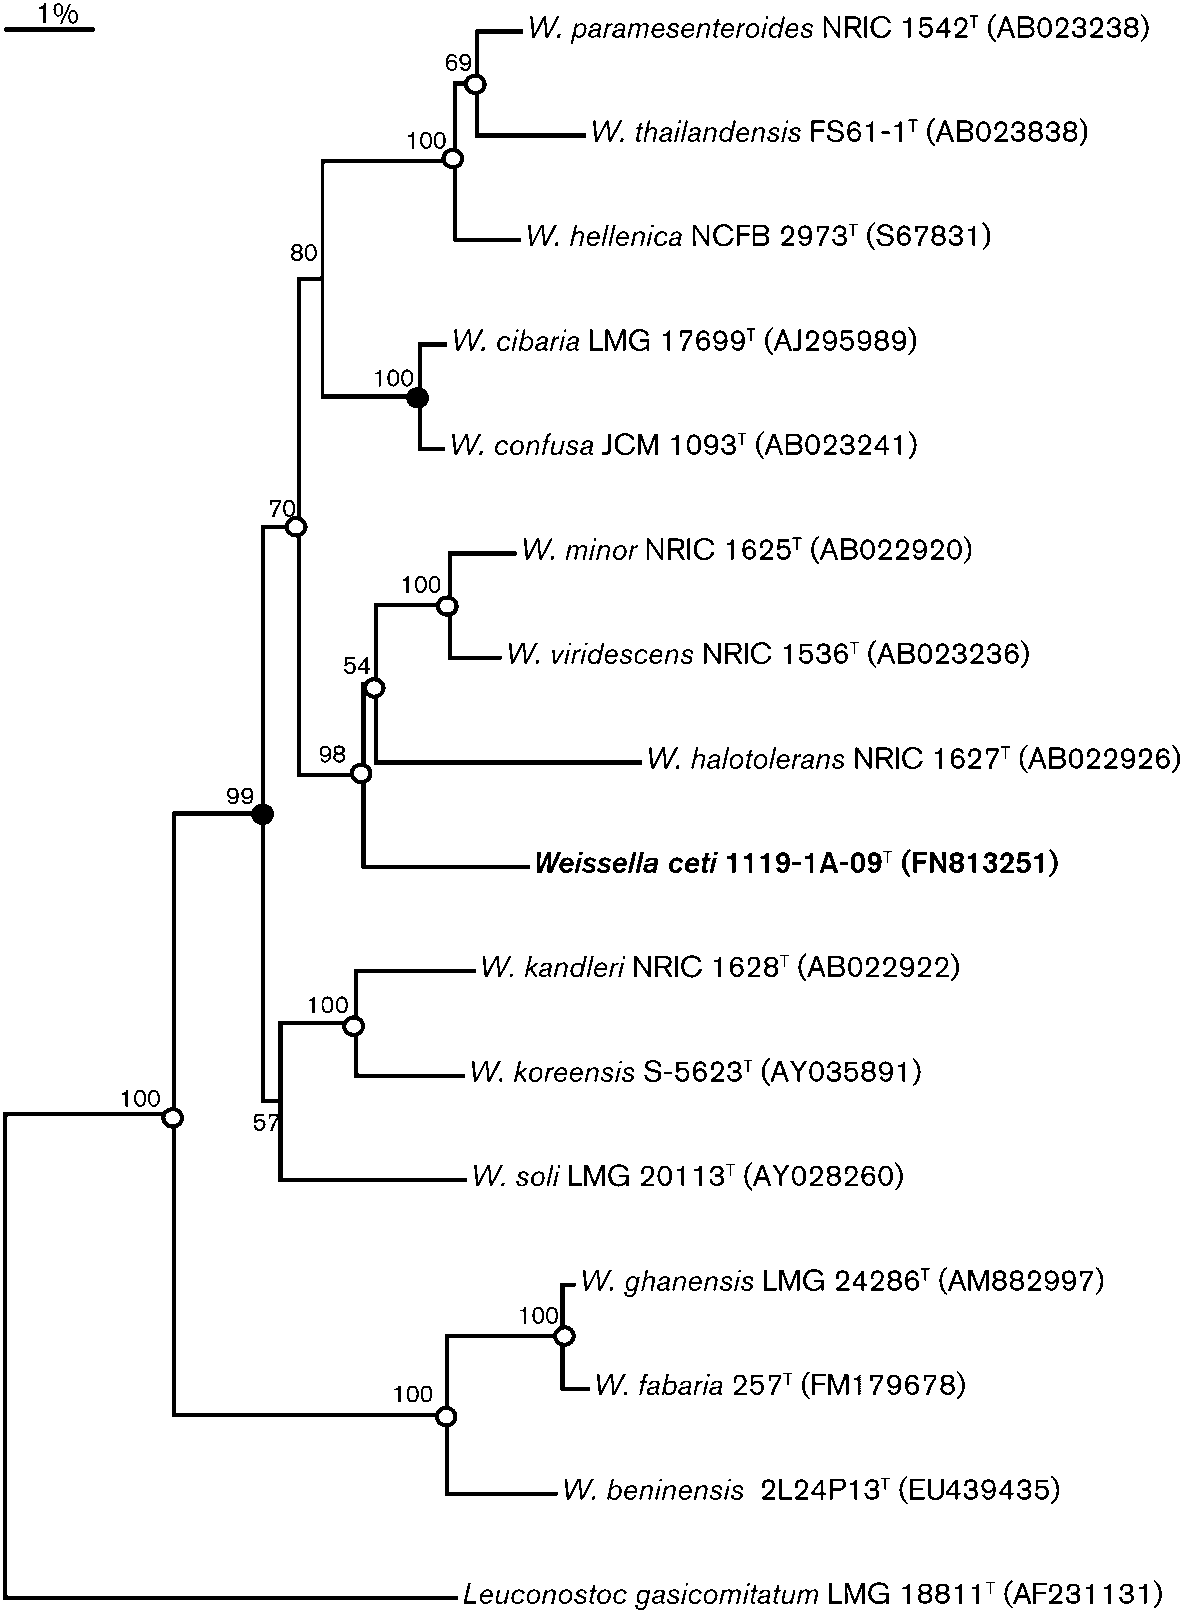 1%
W. paramesenteroides NRIC 1542ᵀ (AB023238)
69
W. thailandensis FS61-1ᵀ (AB023838)
100
W. hellenica NCFB 2973ᵀ (S67831)
80
W. cibaria LMG 17699ᵀ (AJ295989)
100
W. confusa JCM 1093ᵀ (AB023241)
70
W. minor NRIC 1625ᵀ (AB022920)
100
W. viridescens NRIC 1536ᵀ (AB023236)
54
W. halotolerans NRIC 1627ᵀ (AB022926)
98
99
Weissella ceti 1119-1A-09ᵀ (FN813251)
W. kandleri NRIC 1628ᵀ (AB022922)
100
W. koreensis S-5623ᵀ (AY035891)
100
57
W. soli LMG 20113ᵀ (AY028260)
W. ghanensis LMG 24286ᵀ (AM882997)
100
W. fabaria 257ᵀ (FM179678)
100
W. beninensis 2L24P13ᵀ (EU439435)
Leuconostoc gasicomitatum LMG 18811ᵀ (AF231131)